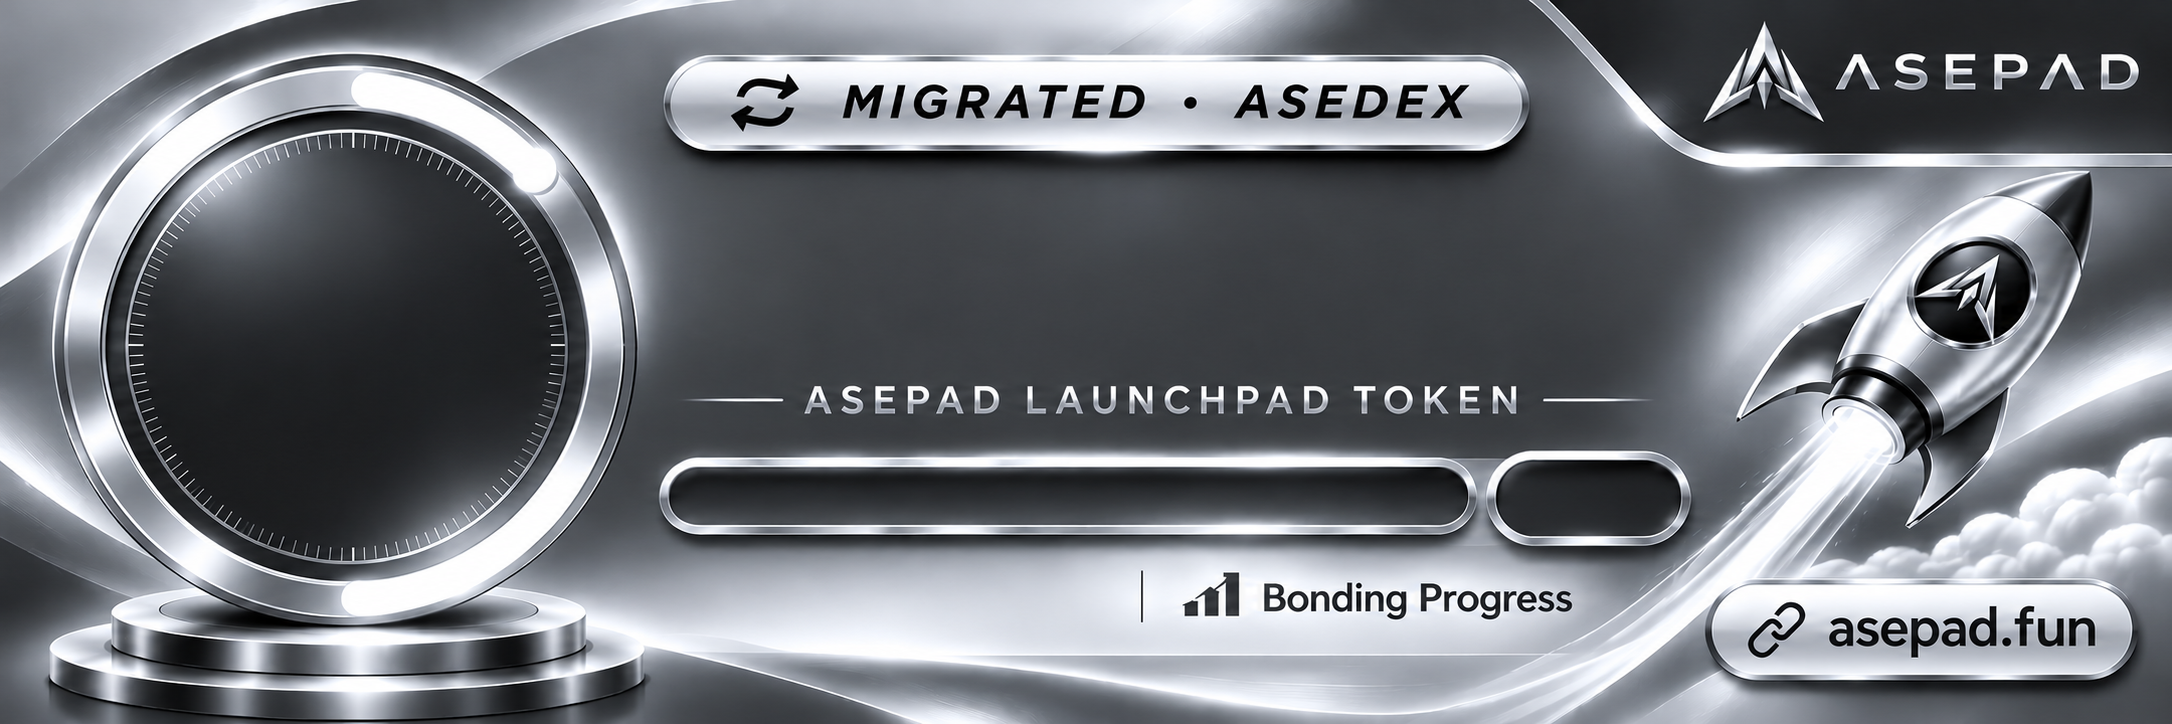 MIGRATED • ASEDEX
ASEPAD
ASEPAD LAUNCHPAD TOKEN
Bonding Progress
asepad.fun